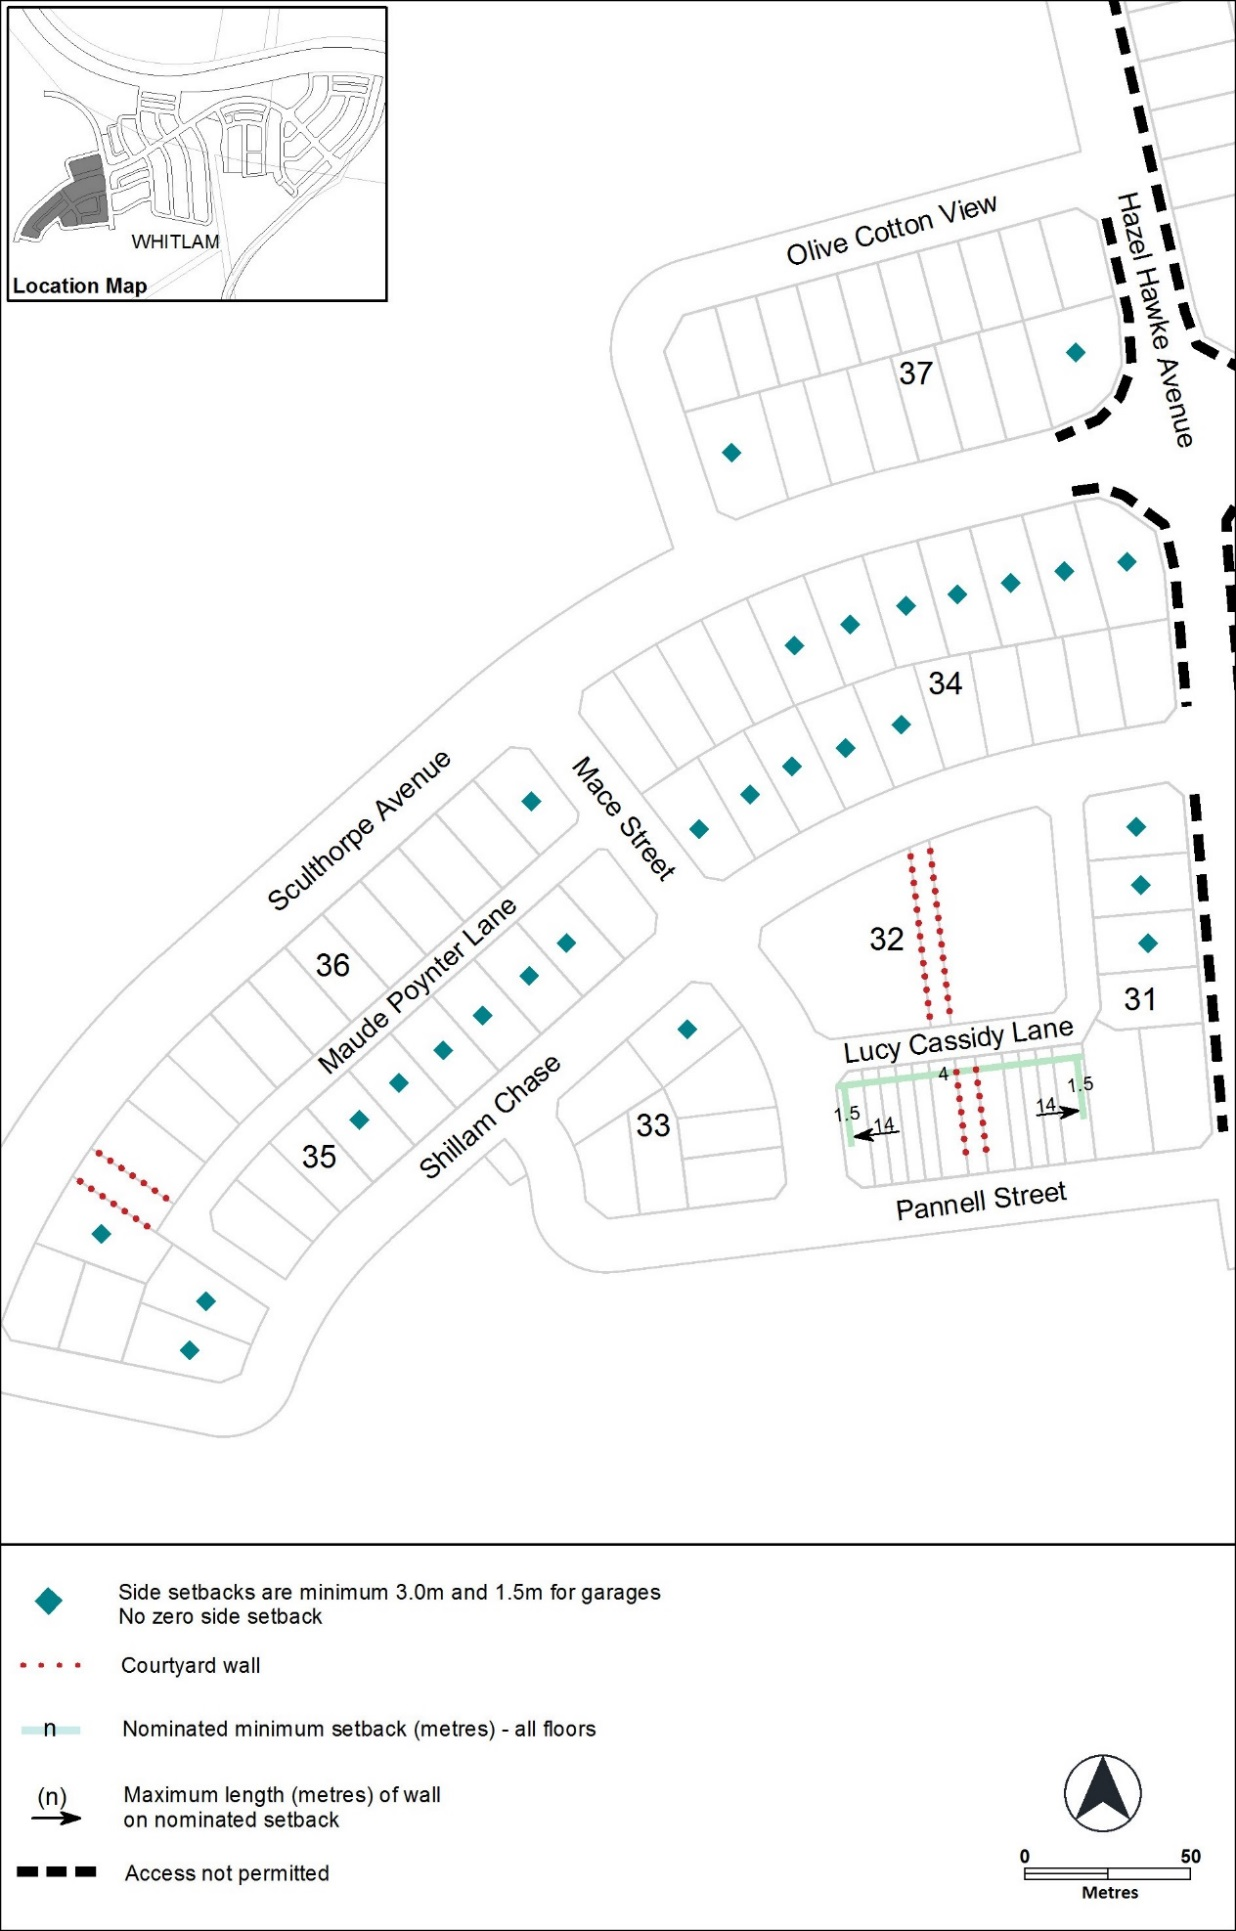 WHITLAM
Location Map
Olive Cotton View
Hazel Hawke Avenue
37
34
Mace Street
Sculthorpe Avenue
36
Maude Poynter Lane
32
31
Lucy Cassidy Lane
4
1.5
14
14
1.5
33
35
Shillam Chase
Pannell Street
Side setbacks are minimum 3.0m and 1.5m for garages
No zero side setback
Courtyard wall
n
Nominated minimum setback (metres) - all floors
(n)
Maximum length (metres) of wall
on nominated setback
Access not permitted
0 50
Metres